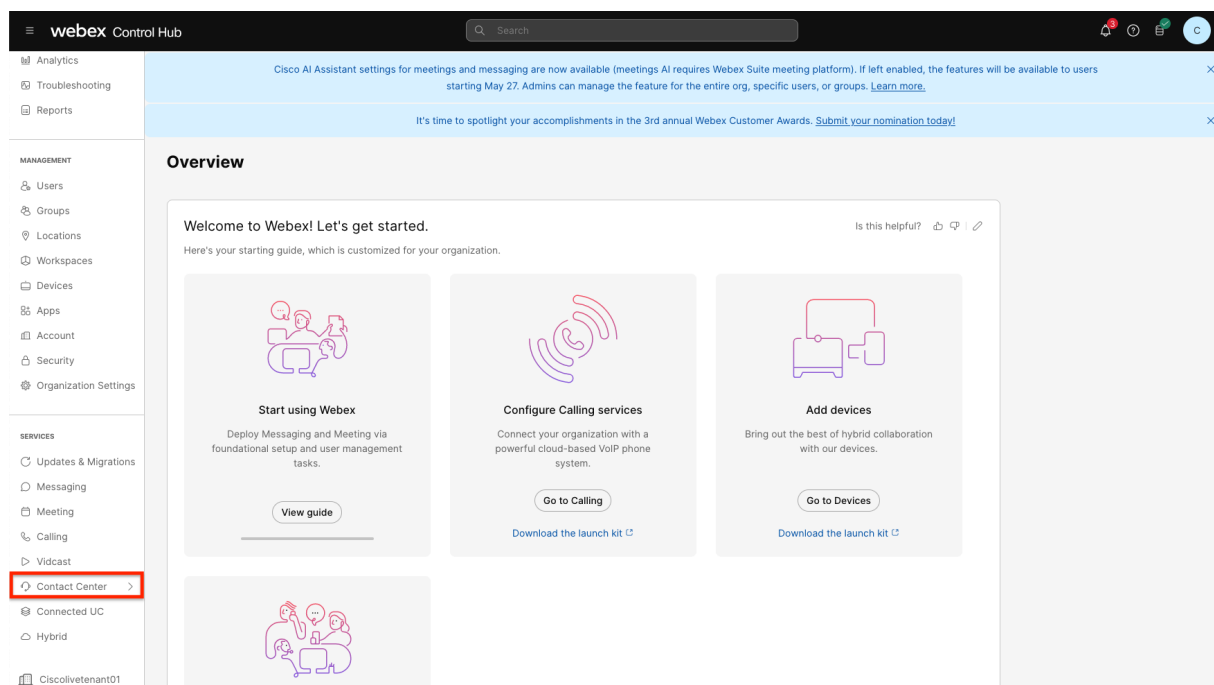 webex Control Hub
Search
3
C
Analytics
Troubleshooting
Reports
MANAGEMENT
Users
Groups
Locations
Workspaces
Devices
Apps
Account
Security
Organization Settings
SERVICES
Updates & Migrations
Messaging
Meeting
Calling
Vidcast
Contact Center
Connected UC
Hybrid
Ciscolivetenant01
Cisco AI Assistant settings for meetings and messaging are now available (meetings AI requires Webex Suite meeting platform). If left enabled, the features will be available to users
starting May 27. Admins can manage the feature for the entire org, specific users, or groups. Learn more.
It's time to spotlight your accomplishments in the 3rd annual Webex Customer Awards. Submit your nomination today!
Overview
Welcome to Webex! Let's get started.
Is this helpful?
Here's your starting guide, which is customized for your organization.
Start using Webex
Deploy Messaging and Meeting via
foundational setup and user management
tasks.
View guide
Configure Calling services
Connect your organization with a
powerful cloud-based VoIP phone
system.
Go to Calling
Download the launch kit
Add devices
Bring out the best of hybrid collaboration
with our devices.
Go to Devices
Download the launch kit